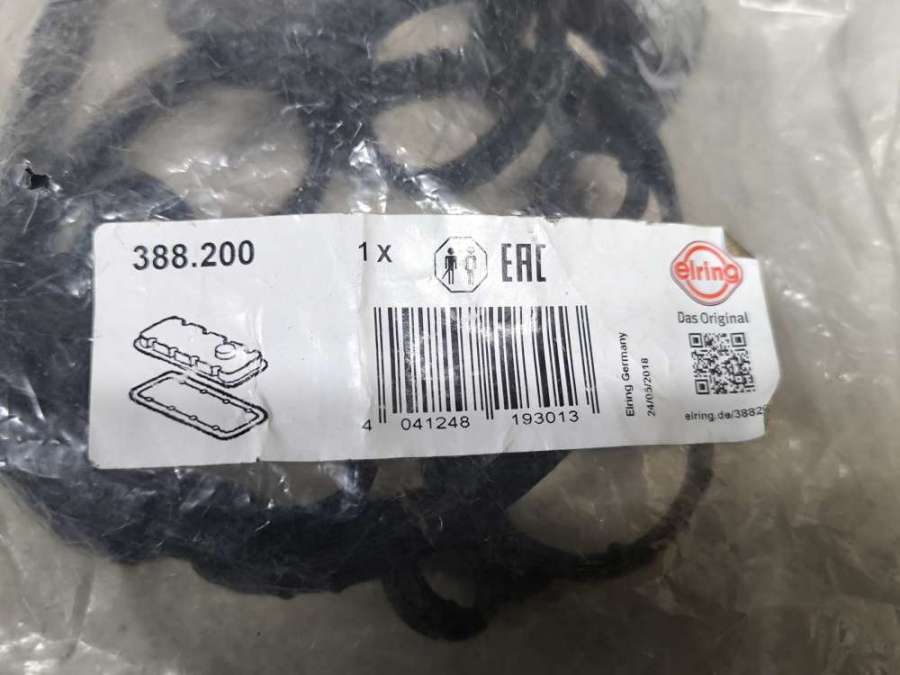 388.200
1 x
EAC
elring
Das Original
4 041248 193013
Elring Germany
24/05/2018
elring.de/3882